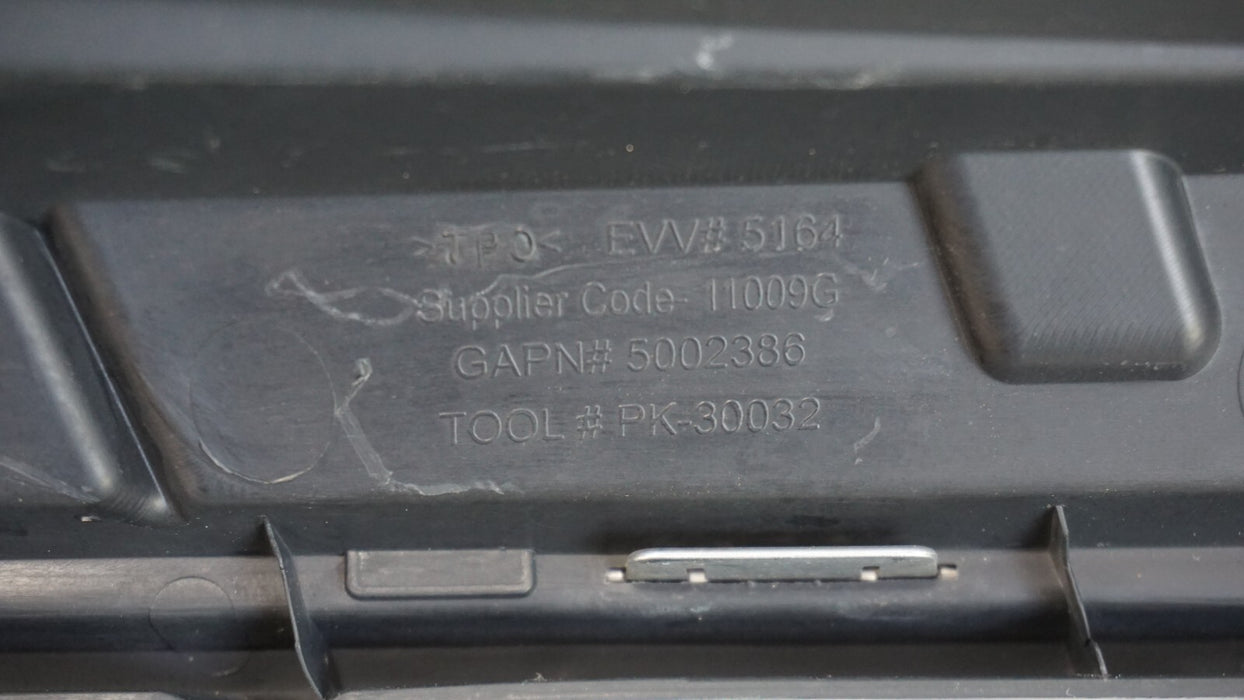 >TPO< EVV# 5164
Supplier Code- 11009G
GAPN# 5002386
TOOL # PK-30032